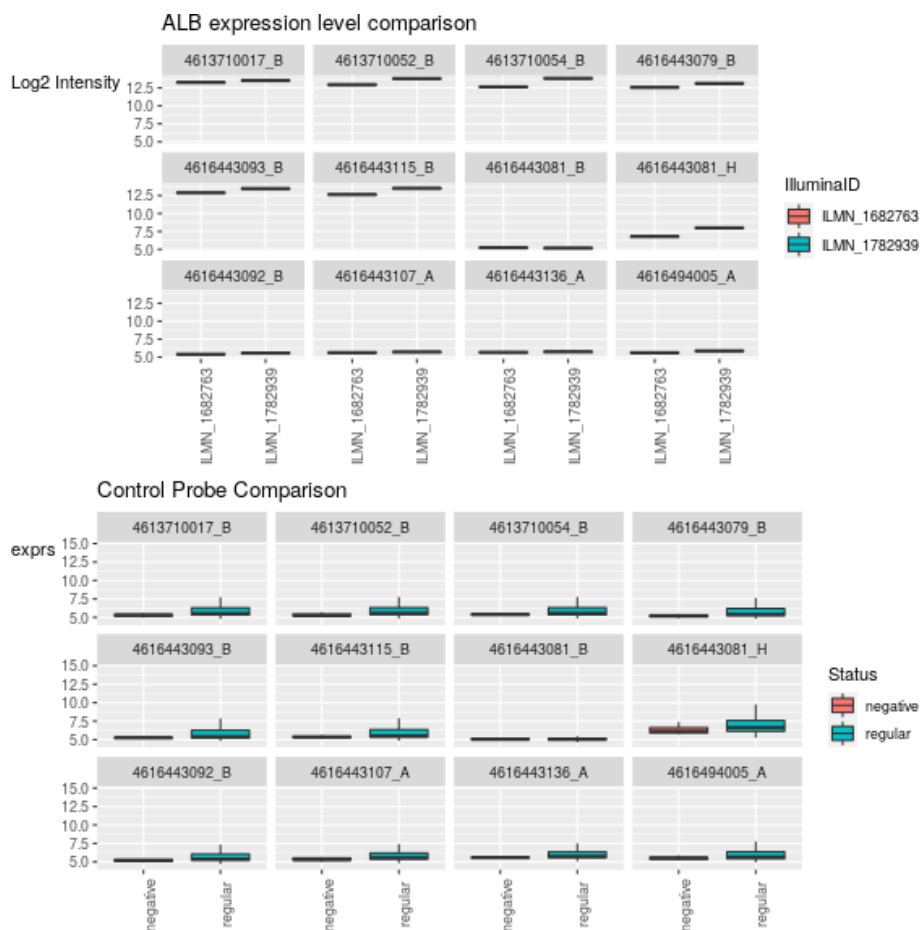 ALB expression level comparison
4613710017_B 4613710052_B 4613710054_B 4616443079_B
Log2 Intensity
12.5
10.0
7.5
5.0
4616443093_B 4616443115_B 4616443081_B 4616443081_H
12.5
10.0
7.5
5.0
4616443092_B 4616443107_A 4616443136_A 4616494005_A
12.5
10.0
7.5
5.0
ILMN_1682763 ILMN_1782939 ILMN_1682763 ILMN_1782939 ILMN_1682763 ILMN_1782939 ILMN_1682763 ILMN_1782939
IlluminaID
ILMN_1682763
ILMN_1782939
Control Probe Comparison
4613710017_B 4613710052_B 4613710054_B 4616443079_B
exprs
15.0
12.5
10.0
7.5
5.0
4616443093_B 4616443115_B 4616443081_B 4616443081_H
15.0
12.5
10.0
7.5
5.0
4616443092_B 4616443107_A 4616443136_A 4616494005_A
15.0
12.5
10.0
7.5
5.0
negative regular negative regular negative regular negative regular
Status
negative
regular